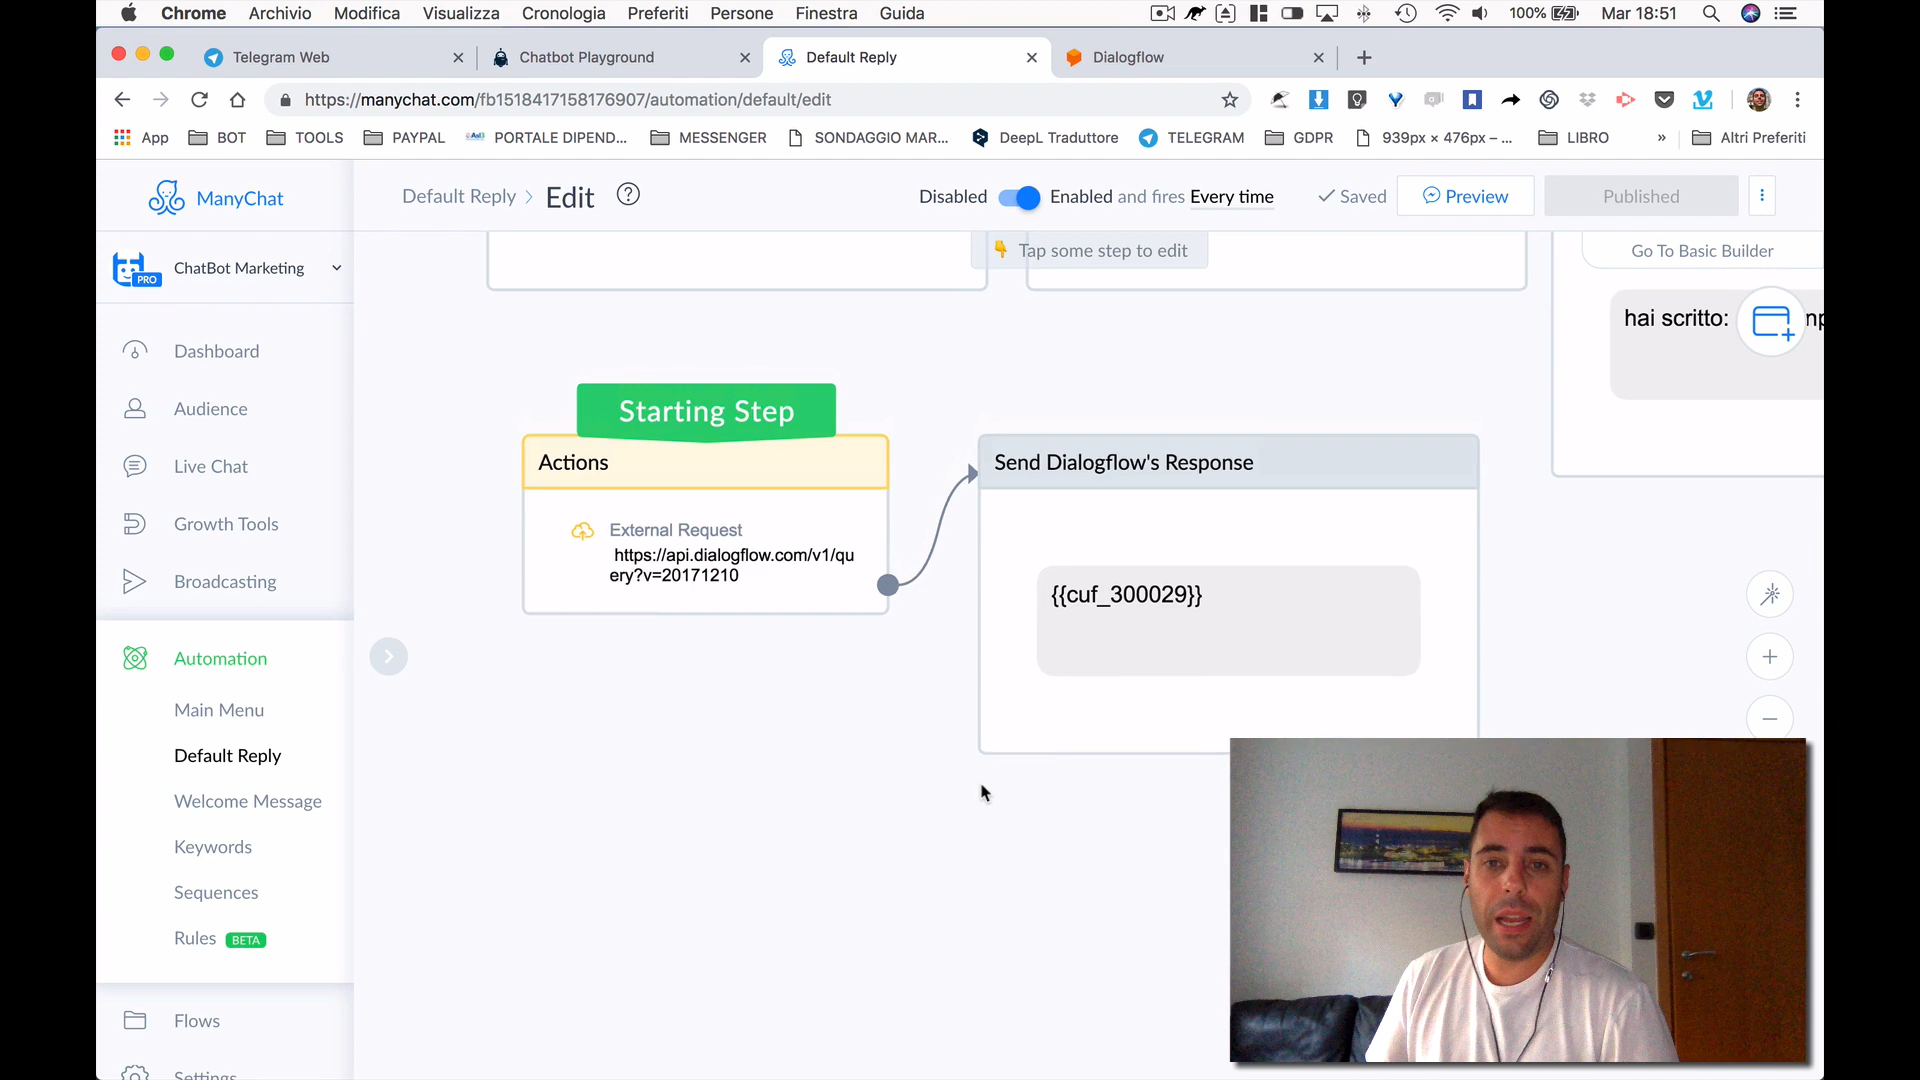 Chrome Archivio Modifica Visualizza Cronologia Preferiti Persone Finestra Guida 100% Mar 18:51
Telegram Web Chatbot Playground Default Reply Dialogflow
https://manychat.com/fb1518417158176907/automation/default/edit
App BOT TOOLS PAYPAL PORTALE DIPEND... MESSENGER SONDAGGIO MAR... DeepL Traduttore TELEGRAM GDPR 939px × 476px – ... LIBRO » Altri Preferiti
ManyChat
Default Reply > Edit ?
Disabled Enabled and fires Every time Saved Preview Published
ChatBot Marketing
PRO
Tap some step to edit
Go To Basic Builder
hai scritto:
Dashboard
Audience
Live Chat
Growth Tools
Broadcasting
Automation
Main Menu
Default Reply
Welcome Message
Keywords
Sequences
Rules BETA
Flows
Settings
Starting Step
Actions
External Request
https://api.dialogflow.com/v1/qu
ery?v=20171210
Send Dialogflow's Response
{{cuf_300029}}